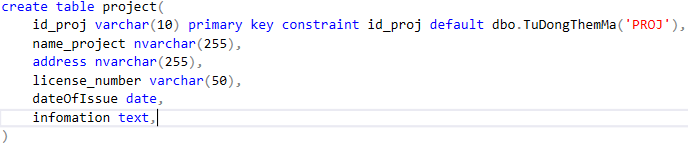 create table project(
id_proj varchar(10) primary key constraint id_proj default dbo.TuDongThemMa('PROJ'),
name_project nvarchar(255),
address nvarchar(255),
license_number varchar(50),
dateOfIssue date,
infomation text,
)